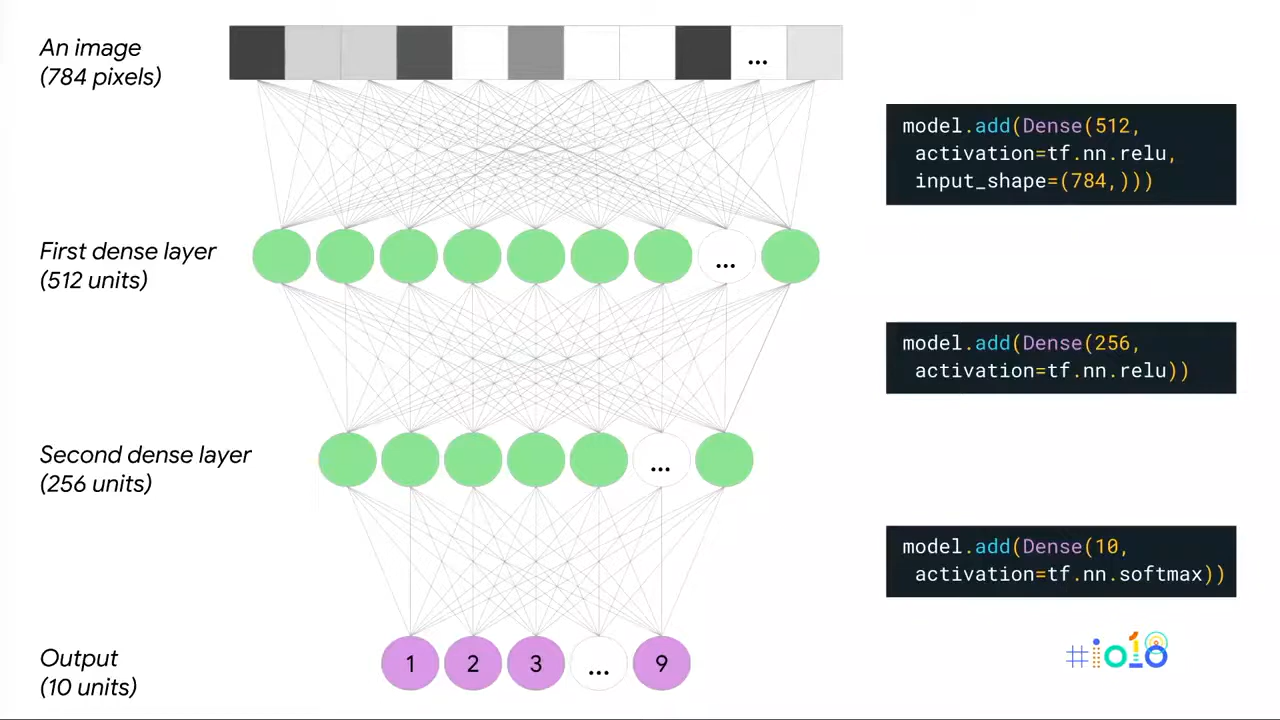 An image
(784 pixels)
...
model.add(Dense(512,
activation=tf.nn.relu,
input_shape=(784,)))
First dense layer
(512 units)
...
model.add(Dense(256,
activation=tf.nn.relu))
Second dense layer
(256 units)
...
model.add(Dense(10,
activation=tf.nn.softmax))
Output
(10 units)
1 2 3 ... 9
#io18